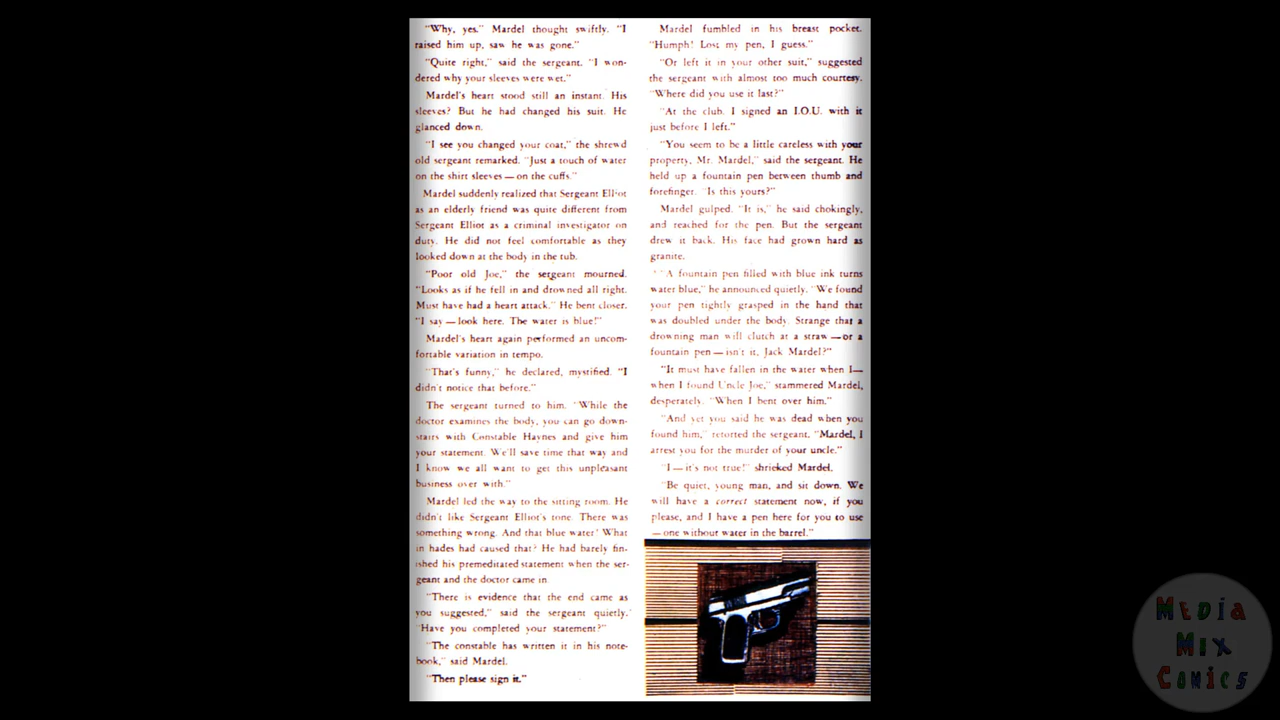 "Why, yes." Mardel thought swiftly. "I
raised him up, saw he was gone."
"Quite right," said the sergeant. "I won-
dered why your sleeves were wet."
Mardel's heart stood still an instant. His
sleeves? But he had changed his suit. He
glanced down.
"I see you changed your coat," the shrewd
old sergeant remarked. "Just a touch of water
on the shirt sleeves—on the cuffs."
Mardel suddenly realized that Sergeant Elliot
as an elderly friend was quite different from
Sergeant Elliot as a criminal investigator on
duty. He did not feel comfortable as they
looked down at the body in the tub.
"Poor old Joe," the sergeant mourned.
"Looks as if he fell in and drowned all right.
Must have had a heart attack." He bent closer.
"I say—look here. The water is blue!"
Mardel's heart again performed an uncom-
fortable variation in tempo.
"That's funny," he declared, mystified. "I
didn't notice that before."
The sergeant turned to him. "While the
doctor examines the body, you can go down-
stairs with Constable Haynes and give him
your statement. We'll save time that way and
I know we all want to get this unpleasant
business over with."
Mardel led the way to the sitting room. He
didn't like Sergeant Elliot's tone. There was
something wrong. And that blue water! What
in hades had caused that? He had barely fin-
ished his premeditated statement when the ser-
geant and the doctor came in.
"There is evidence that the end came as
you suggested," said the sergeant quietly.
"Have you completed your statement?"
"The constable has written it in his note-
book," said Mardel.
"Then please sign it."
Mardel fumbled in his breast pocket.
"Humph! Lost my pen, I guess."
"Or left it in your other suit," suggested
the sergeant with almost too much courtesy.
"Where did you use it last?"
"At the club. I signed an I.O.U. with it
just before I left."
"You seem to be a little careless with your
property, Mr. Mardel," said the sergeant. He
held up a fountain pen between thumb and
forefinger. "Is this yours?"
Mardel gulped. "It is," he said chokingly,
and reached for the pen. But the sergeant
drew it back. His face had grown hard as
granite.
"A fountain pen filled with blue ink turns
water blue," he announced quietly. "We found
your pen tightly grasped in the hand that
was doubled under the body. Strange that a
drowning man will clutch at a straw—or a
fountain pen—isn't it, Jack Mardel?"
"It must have fallen in the water when I—
when I found Uncle Joe," stammered Mardel,
desperately. "When I bent over him."
"And yet you said he was dead when you
found him," retorted the sergeant. "Mardel, I
arrest you for the murder of your uncle."
"I—it's not true!" shrieked Mardel.
"Be quiet, young man, and sit down. We
will have a correct statement now, if you
please, and I have a pen here for you to use
—one without water in the barrel."
MEDIA
MIX
COMICS